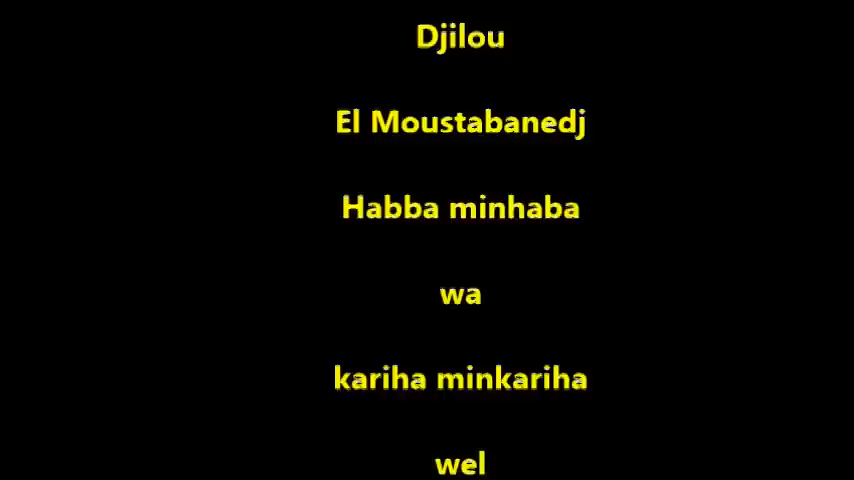 Djilou
El Moustabanedj
Habba minhaba
wa
kariha minkariha
wel